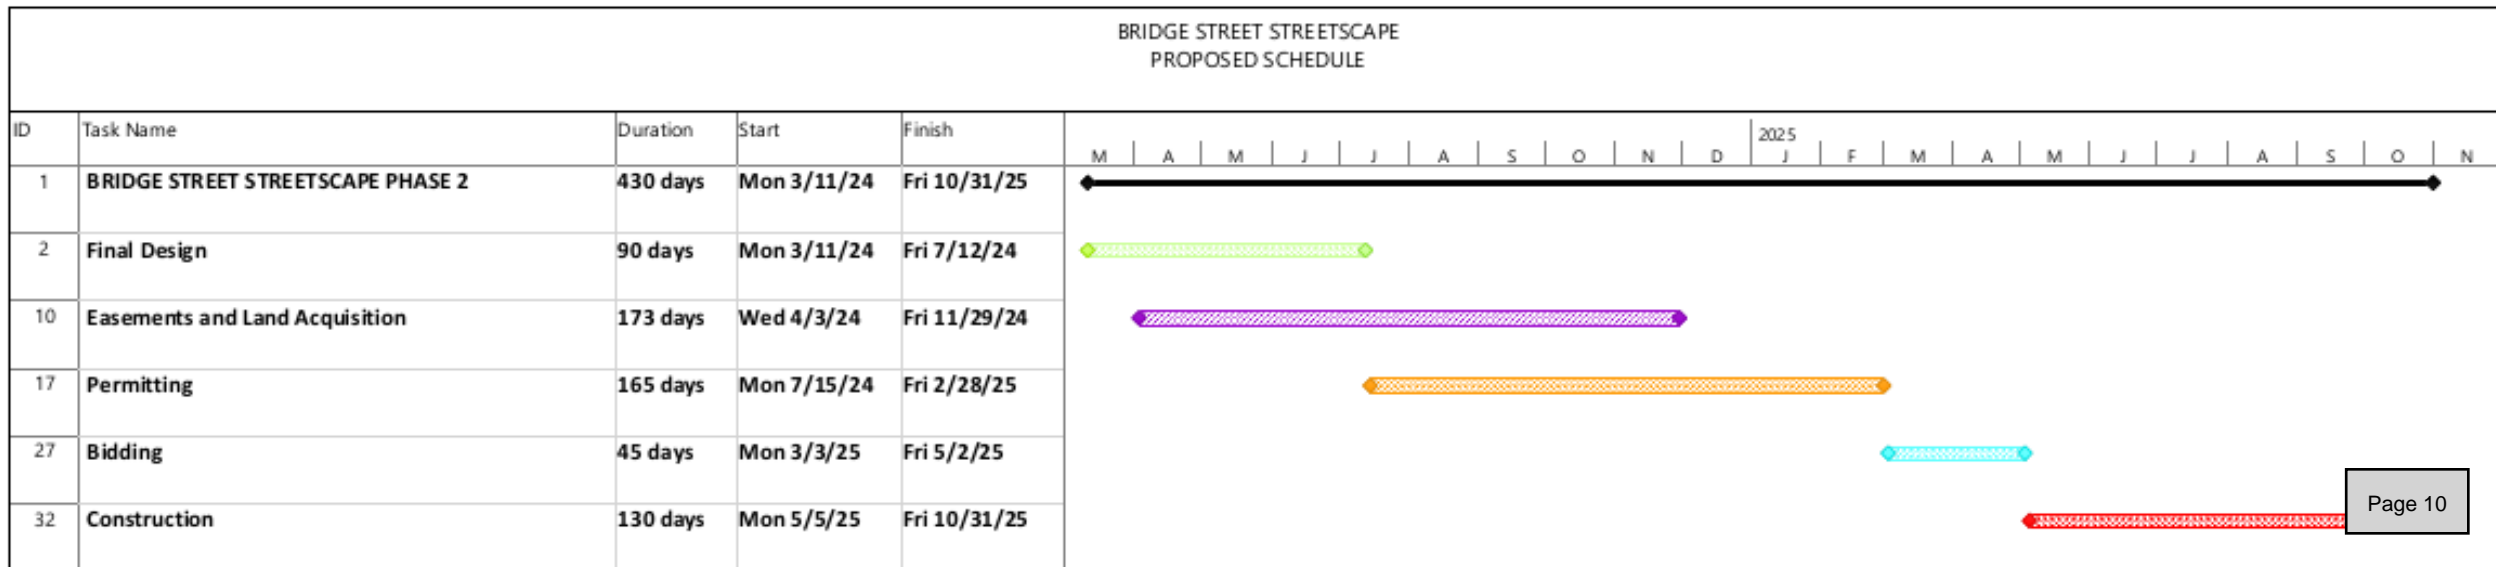 BRIDGE STREET STREETSCAPE
PROPOSED SCHEDULE
ID Task Name Duration Start Finish 2025
M A M J J A S O N D J F M A M J J A S O N
1 BRIDGE STREET STREETSCAPE PHASE 2 430 days Mon 3/11/24 Fri 10/31/25
2 Final Design 90 days Mon 3/11/24 Fri 7/12/24
10 Easements and Land Acquisition 173 days Wed 4/3/24 Fri 11/29/24
17 Permitting 165 days Mon 7/15/24 Fri 2/28/25
27 Bidding 45 days Mon 3/3/25 Fri 5/2/25
32 Construction 130 days Mon 5/5/25 Fri 10/31/25
Page 10